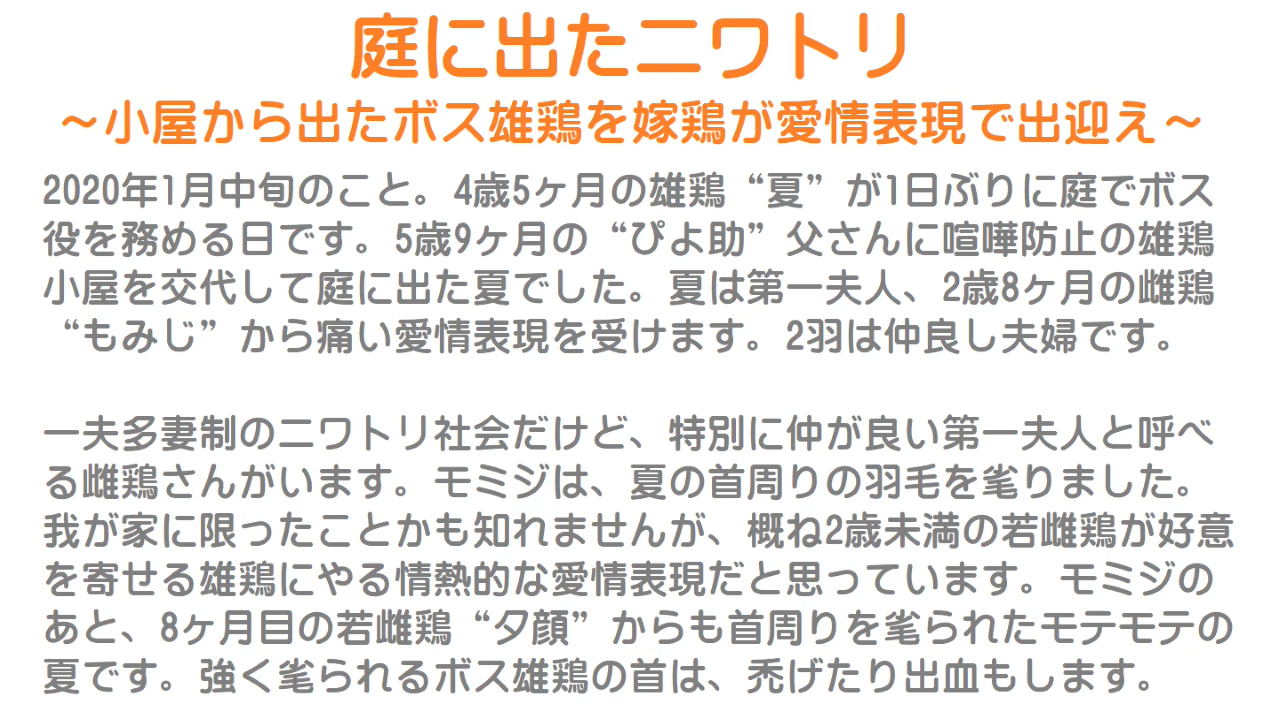 庭に出たニワトリ
～小屋から出たボス雄鶏を嫁鶏が愛情表現で出迎え～
2020年1月中旬のこと。4歳5ヶ月の雄鶏“夏”が1日ぶりに庭でボス
役を務める日です。5歳9ヶ月の“ぴよ助”父さんに喧嘩防止の雄鶏
小屋を交代して庭に出た夏でした。夏は第一夫人、2歳8ヶ月の雌鶏
“もみじ”から痛い愛情表現を受けます。2羽は仲良し夫婦です。
一夫多妻制のニワトリ社会だけど、特別に仲が良い第一夫人と呼べ
る雌鶏さんがいます。モミジは、夏の首周りの羽毛を毟りました。
我が家に限ったことかも知れませんが、概ね2歳未満の若雌鶏が好意
を寄せる雄鶏にやる情熱的な愛情表現だと思っています。モミジの
あと、8ヶ月目の若雌鶏“夕顔”からも首周りを毟られたモテモテの
夏です。強く毟られるボス雄鶏の首は、禿げたり出血もします。